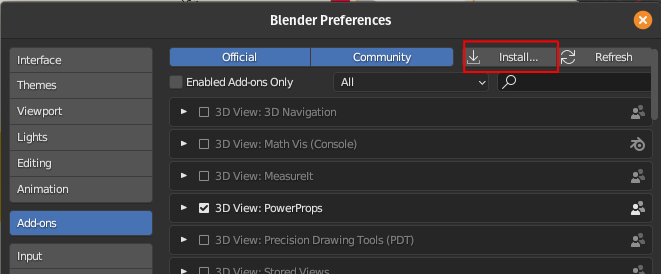 Blender Preferences
Interface
Themes
Viewport
Lights
Editing
Animation
Add-ons
Input
Official Community Install... Refresh
Enabled Add-ons Only All
3D View: 3D Navigation
3D View: Math Vis (Console)
3D View: MeasureIt
3D View: PowerProps
3D View: Precision Drawing Tools (PDT)
3D View: Stored Views